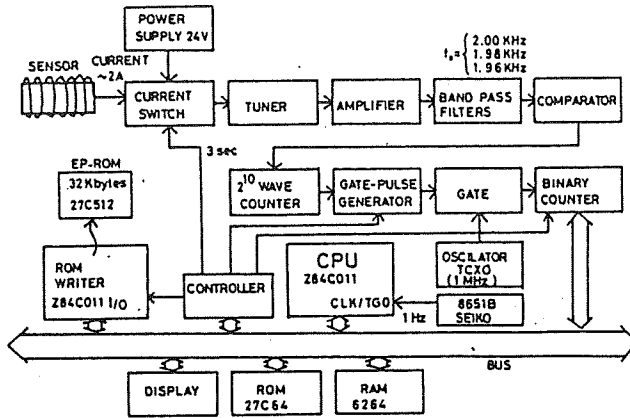 POWER
SUPPLY 24V
SENSOR
CURRENT
~2A
CURRENT
SWITCH
TUNER
AMPLIFIER
BAND PASS
FILTERS
COMPARATOR
2.00 KHz
1.98 KHz
1.96 KHz
3 sec
EP-ROM
32 Kbytes
27C512
2^10 WAVE
COUNTER
GATE-PULSE
GENERATOR
GATE
BINARY
COUNTER
ROM
WRITER
Z84C011 I/O
CONTROLLER
CPU
Z84C011
CLK/TGO
OSCILATOR
TCXO
(1 MHz)
1 Hz
8651B
SEIKO
BUS
DISPLAY
ROM
27C64
RAM
6264